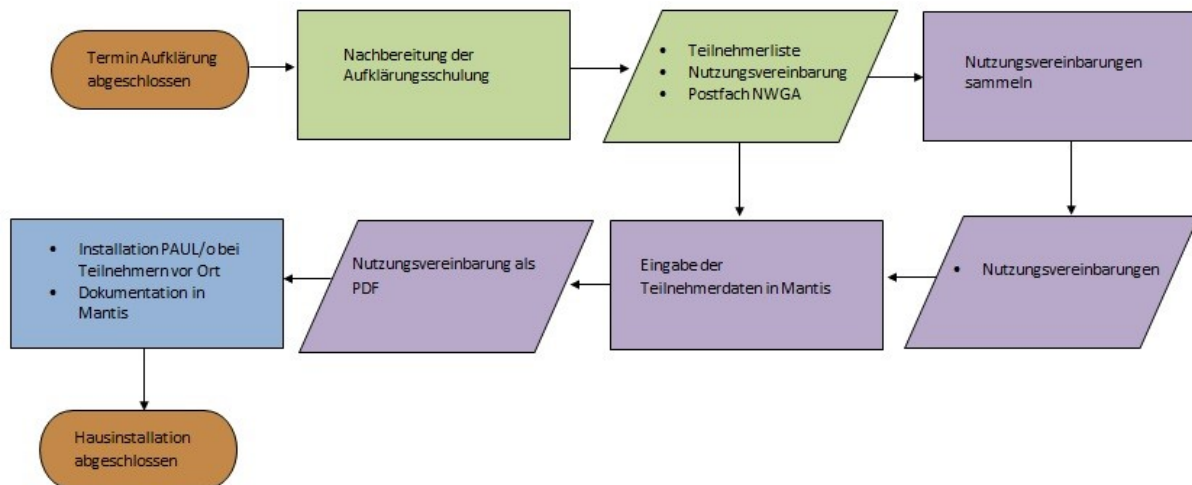 Termin Aufklärung
abgeschlossen
Nachbereitung der
Aufklärungsschulung
• Teilnehmerliste
• Nutzungsvereinbarung
• Postfach NWGA
Nutzungsvereinbarungen
sammeln
• Nutzungsvereinbarungen
Eingabe der
Teilnehmerdaten in Mantis
Nutzungsvereinbarung als
PDF
• Installation PAUL/o bei
Teilnehmern vor Ort
• Dokumentation in
Mantis
Hausinstallation
abgeschlossen